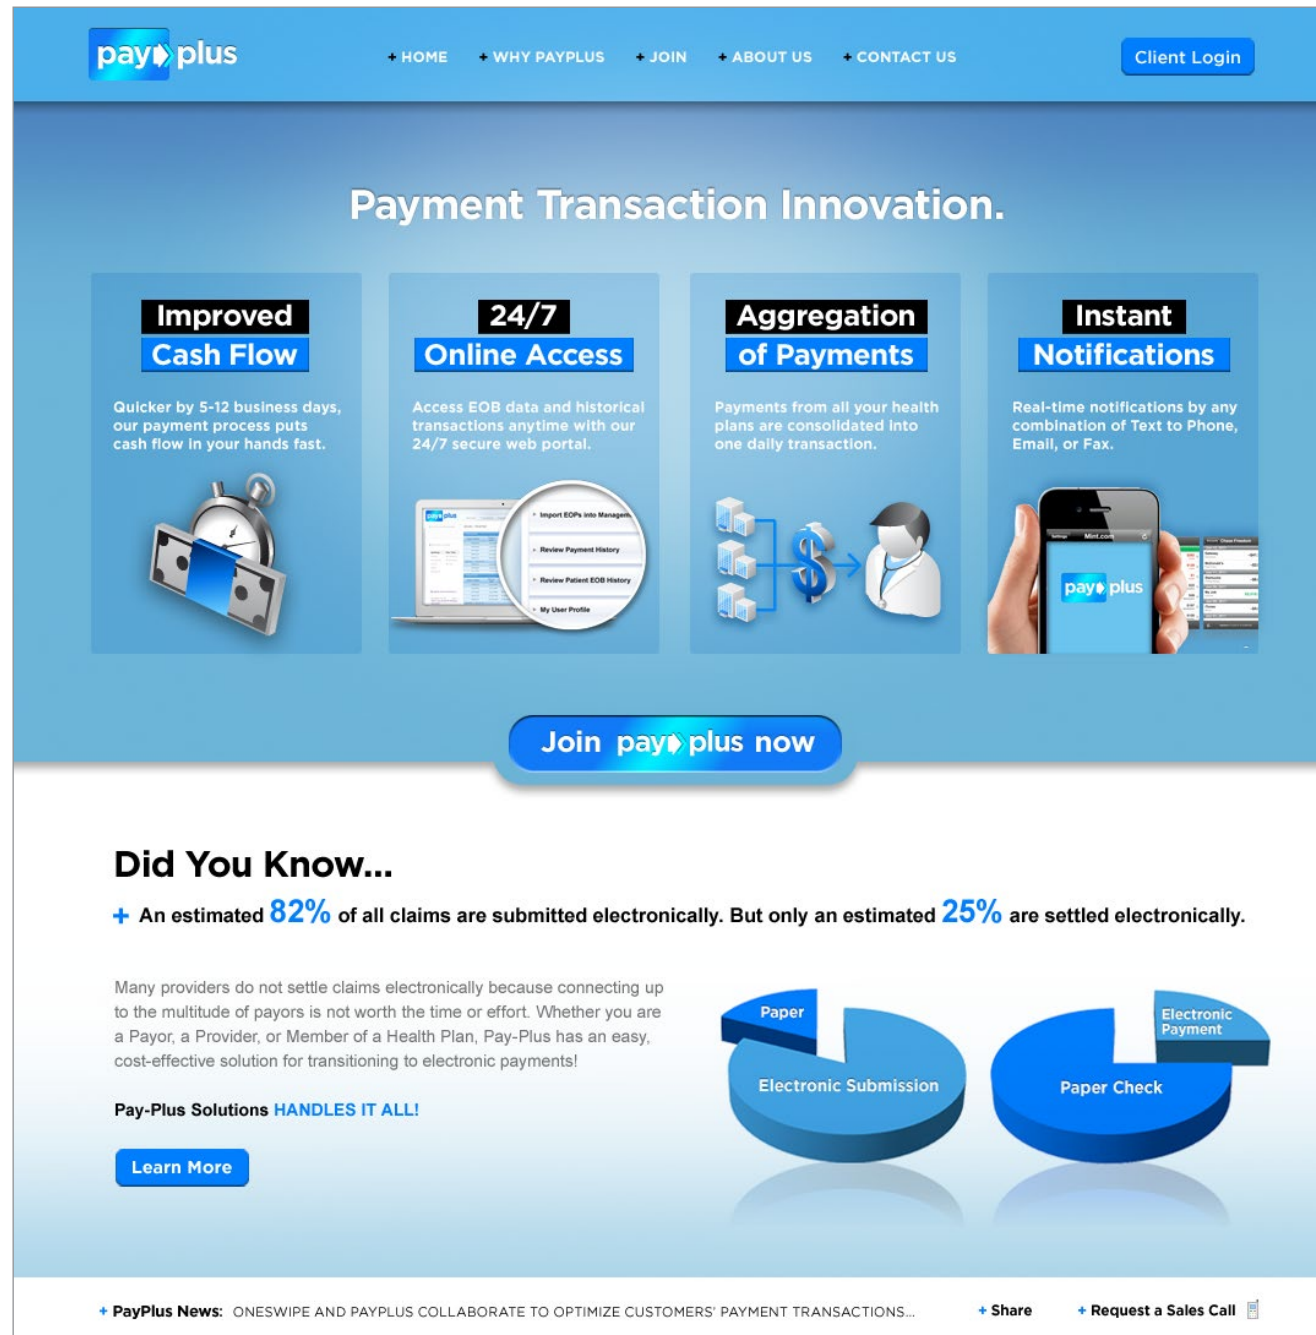 pay plus
+ HOME + WHY PAYPLUS + JOIN + ABOUT US + CONTACT US
Client Login
Payment Transaction Innovation.
Improved
Cash Flow
Quicker by 5-12 business days,
our payment process puts
cash flow in your hands fast.
24/7
Online Access
Access EOB data and historical
transactions anytime with our
24/7 secure web portal.
pay plus
Import EOPs into Managem
Review Payment History
Review Patient EOB History
My User Profile
Aggregation
of Payments
Payments from all your health
plans are consolidated into
one daily transaction.
$
Instant
Notifications
Real-time notifications by any
combination of Text to Phone,
Email, or Fax.
Settings Mint.com
pay plus
Chase Freedom
Join pay plus now
Did You Know...
+ An estimated 82% of all claims are submitted electronically. But only an estimated 25% are settled electronically.
Many providers do not settle claims electronically because connecting up
to the multitude of payors is not worth the time or effort. Whether you are
a Payor, a Provider, or Member of a Health Plan, Pay-Plus has an easy,
cost-effective solution for transitioning to electronic payments!
Pay-Plus Solutions HANDLES IT ALL!
Learn More
Paper
Electronic Submission
Electronic
Payment
Paper Check
+ PayPlus News: ONESWIPE AND PAYPLUS COLLABORATE TO OPTIMIZE CUSTOMERS' PAYMENT TRANSACTIONS...
+ Share
+ Request a Sales Call